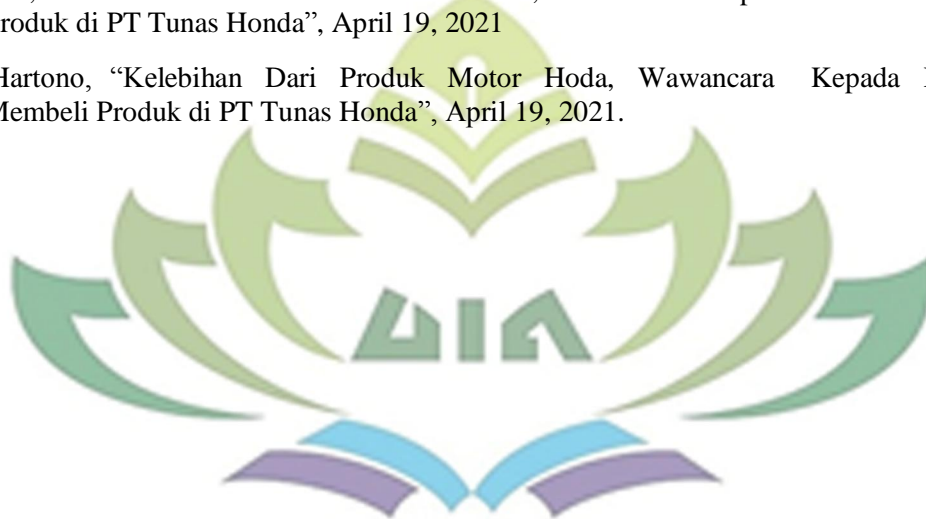 roduk di PT Tunas Honda”, April 19, 2021
Hartono, “Kelebihan Dari Produk Motor Hoda, Wawancara Kepada
Membeli Produk di PT Tunas Honda”, April 19, 2021.
UIN